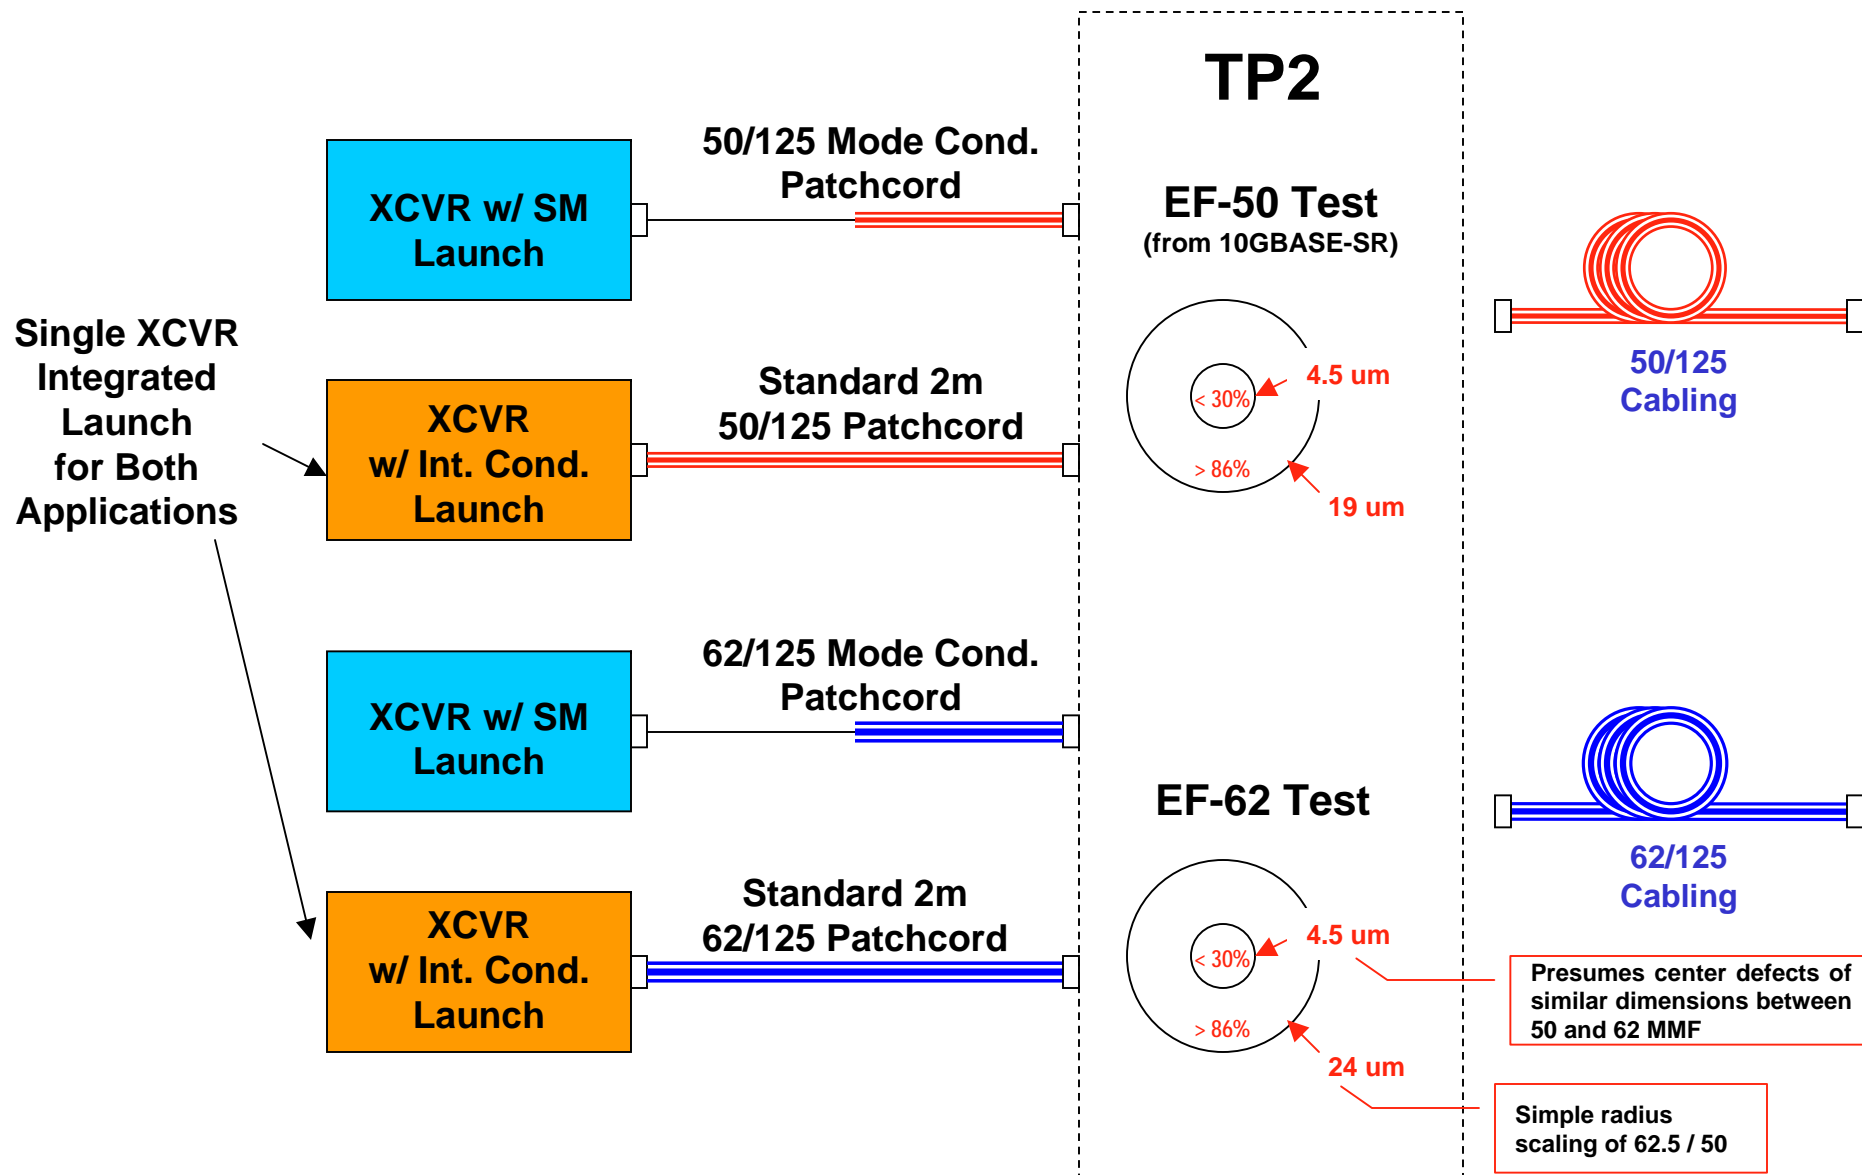 TP2
50/125 Mode Cond.
Patchcord
XCVR w/ SM
Launch
EF-50 Test
(from 10GBASE-SR)
Single XCVR
Integrated
Launch
for Both
Applications
XCVR
w/ Int. Cond.
Launch
Standard 2m
50/125 Patchcord
4.5 um
< 30%
> 86%
19 um
50/125
Cabling
62/125 Mode Cond.
Patchcord
XCVR w/ SM
Launch
EF-62 Test
62/125
Cabling
XCVR
w/ Int. Cond.
Launch
Standard 2m
62/125 Patchcord
4.5 um
< 30%
> 86%
24 um
Presumes center defects of
similar dimensions between
50 and 62 MMF
Simple radius
scaling of 62.5 / 50